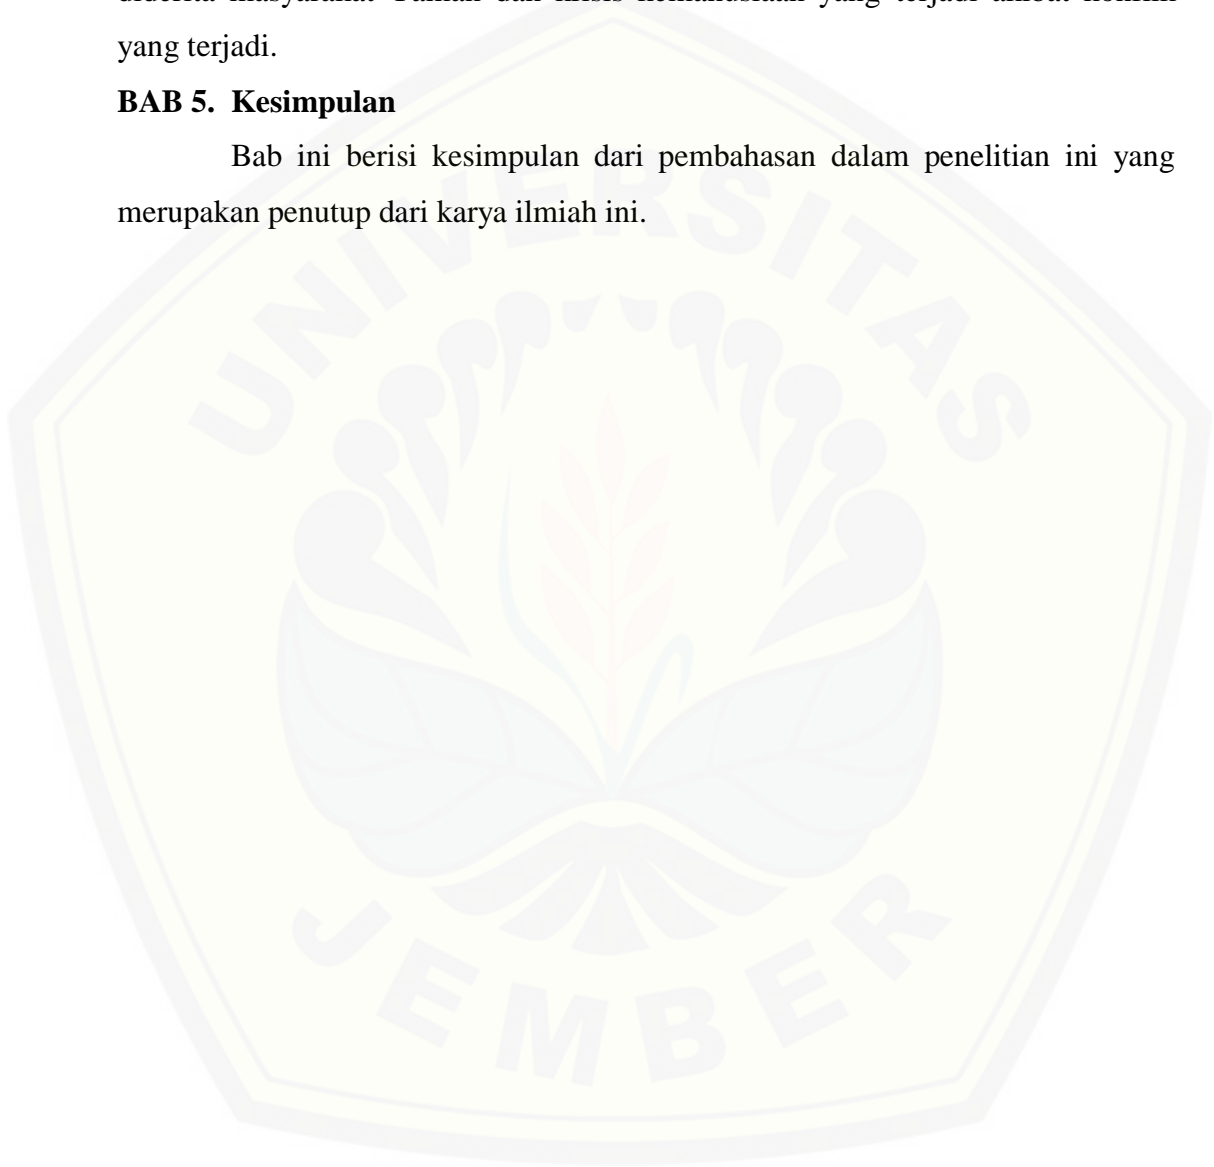 yang terjadi.
BAB 5. Kesimpulan
Bab ini berisi kesimpulan dari pembahasan dalam penelitian ini yang
merupakan penutup dari karya ilmiah ini.
UNIVERSITAS
JEMBER